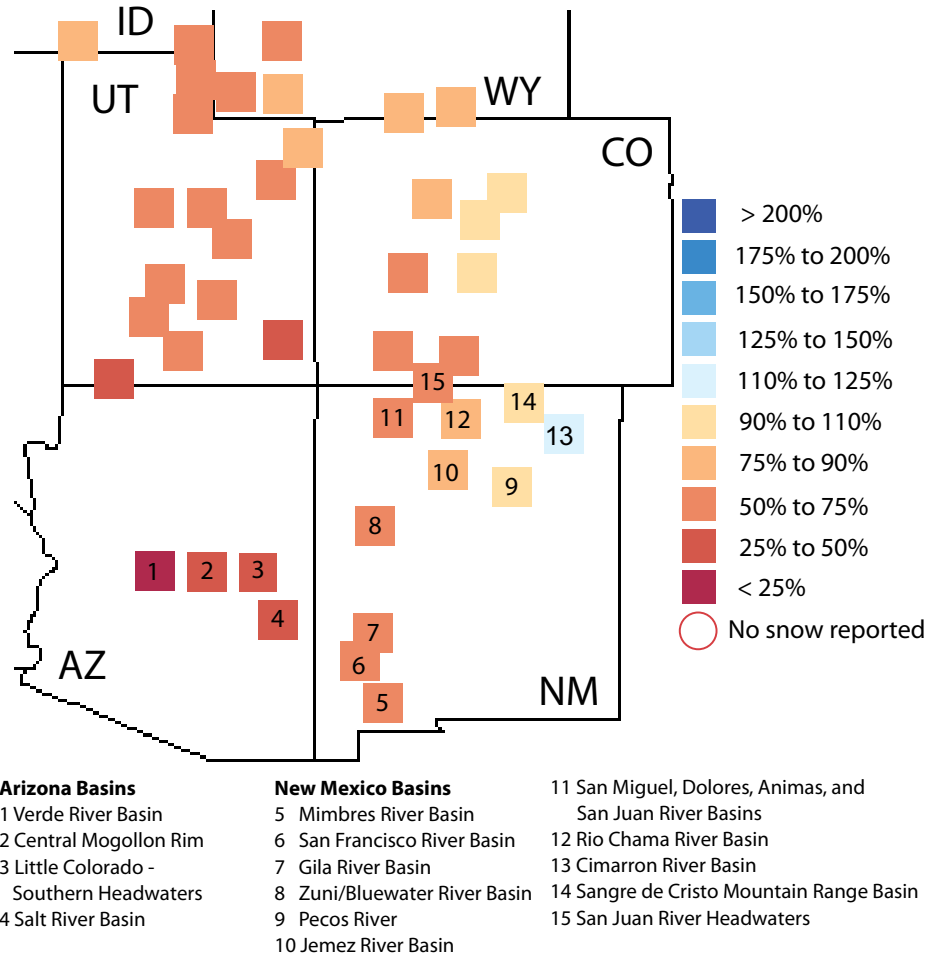 ID
UT
WY
CO
> 200%
175% to 200%
150% to 175%
125% to 150%
110% to 125%
90% to 110%
75% to 90%
50% to 75%
25% to 50%
< 25%
No snow reported
15
14
11
12
13
10
9
8
1
2
3
4
7
6
5
AZ
NM
Arizona Basins
1 Verde River Basin
2 Central Mogollon Rim
3 Little Colorado -
Southern Headwaters
4 Salt River Basin
New Mexico Basins
5 Mimbres River Basin
6 San Francisco River Basin
7 Gila River Basin
8 Zuni/Bluewater River Basin
9 Pecos River
10 Jemez River Basin
11 San Miguel, Dolores, Animas, and
San Juan River Basins
12 Rio Chama River Basin
13 Cimarron River Basin
14 Sangre de Cristo Mountain Range Basin
15 San Juan River Headwaters